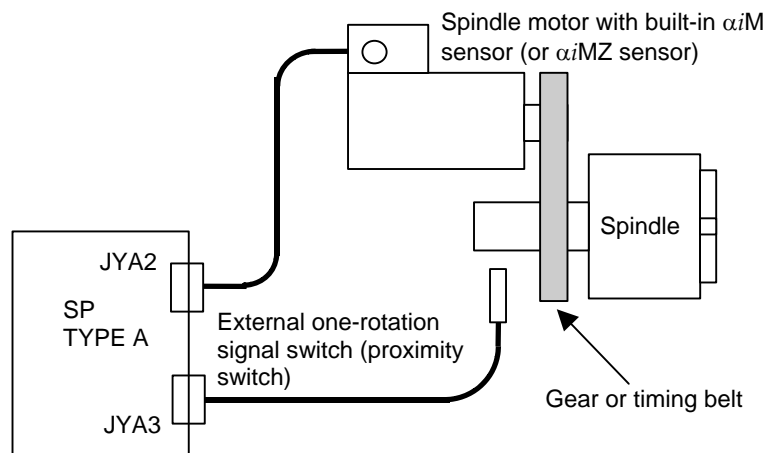 Spindle motor with built-in αiM
sensor (or αiMZ sensor)
Spindle
JYA2
SP
TYPE A
External one-rotation
signal switch (proximity
switch)
Gear or timing belt
JYA3